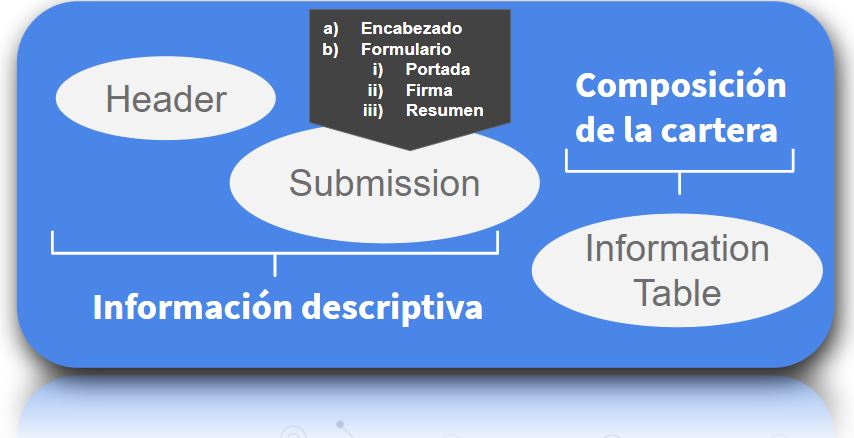 a) Encabezado
b) Formulario
i) Portada
ii) Firma
iii) Resumen
Header
Submission
Información descriptiva
Composición
de la cartera
Information
Table